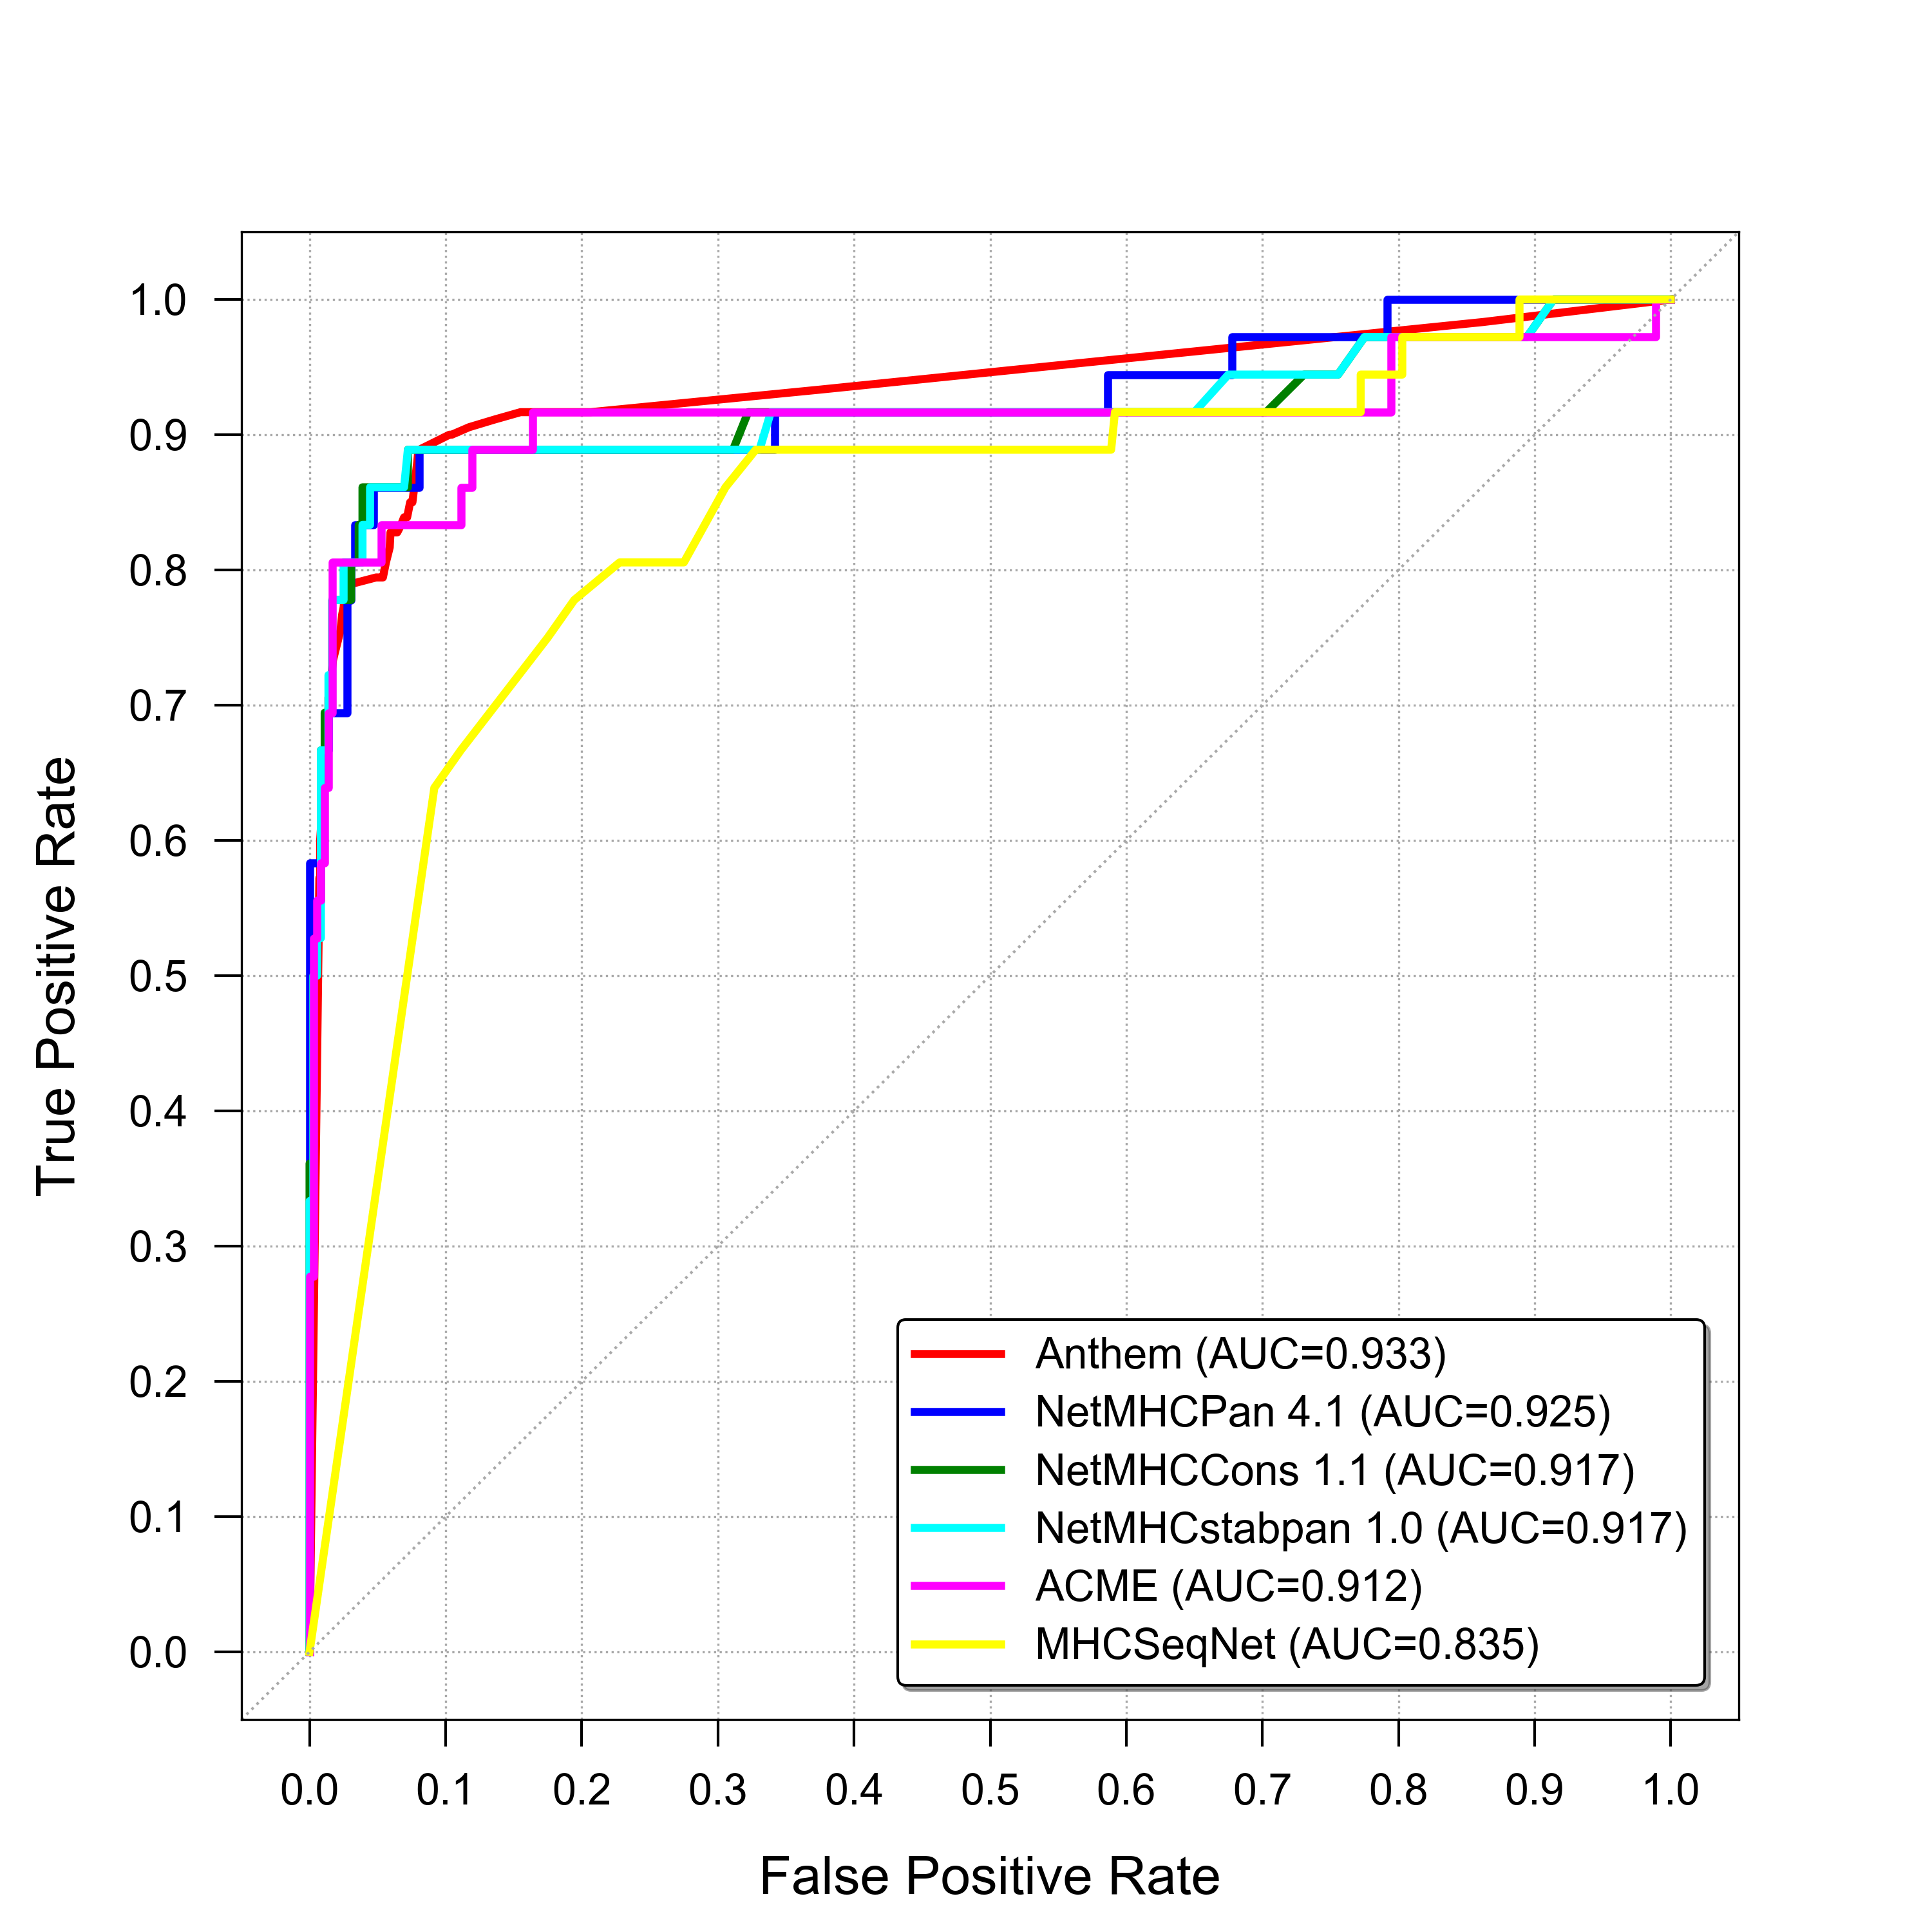 True Positive Rate
1.0
0.9
0.8
0.7
0.6
0.5
0.4
0.3
0.2
0.1
0.0
Anthem (AUC=0.933)
NetMHCPan 4.1 (AUC=0.925)
NetMHCCons 1.1 (AUC=0.917)
NetMHCstabpan 1.0 (AUC=0.917)
ACME (AUC=0.912)
MHCSeqNet (AUC=0.835)
0.0 0.1 0.2 0.3 0.4 0.5 0.6 0.7 0.8 0.9 1.0
False Positive Rate